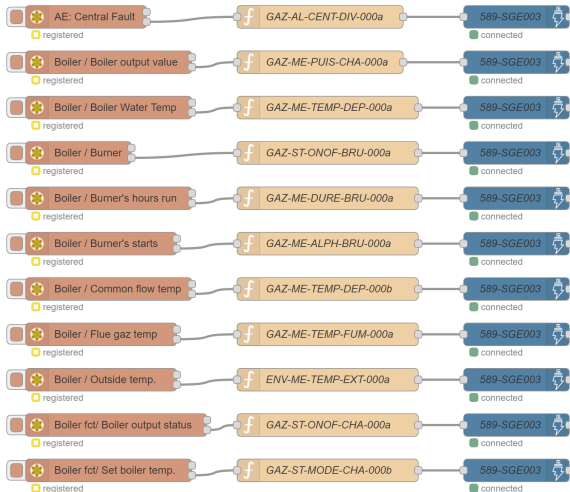 AE: Central Fault GAZ-AL-CENT-DIV-000a 589-SGE003
registered connected
Boiler / Boiler output value GAZ-ME-PUIS-CHA-000a 589-SGE003
registered connected
Boiler / Boiler Water Temp GAZ-ME-TEMP-DEP-000a 589-SGE003
registered connected
Boiler / Burner GAZ-ST-ONOF-BRU-000a 589-SGE003
registered connected
Boiler / Burner's hours run GAZ-ME-DURE-BRU-000a 589-SGE003
registered connected
Boiler / Burner's starts GAZ-ME-ALPH-BRU-000a 589-SGE003
registered connected
Boiler / Common flow temp GAZ-ME-TEMP-DEP-000b 589-SGE003
registered connected
Boiler / Flue gaz temp GAZ-ME-TEMP-FUM-000a 589-SGE003
registered connected
Boiler / Outside temp. ENV-ME-TEMP-EXT-000a 589-SGE003
registered connected
Boiler fct/ Boiler output status GAZ-ST-ONOF-CHA-000a 589-SGE003
registered connected
Boiler fct/ Set boiler temp. GAZ-ST-MODE-CHA-000b 589-SGE003
registered connected